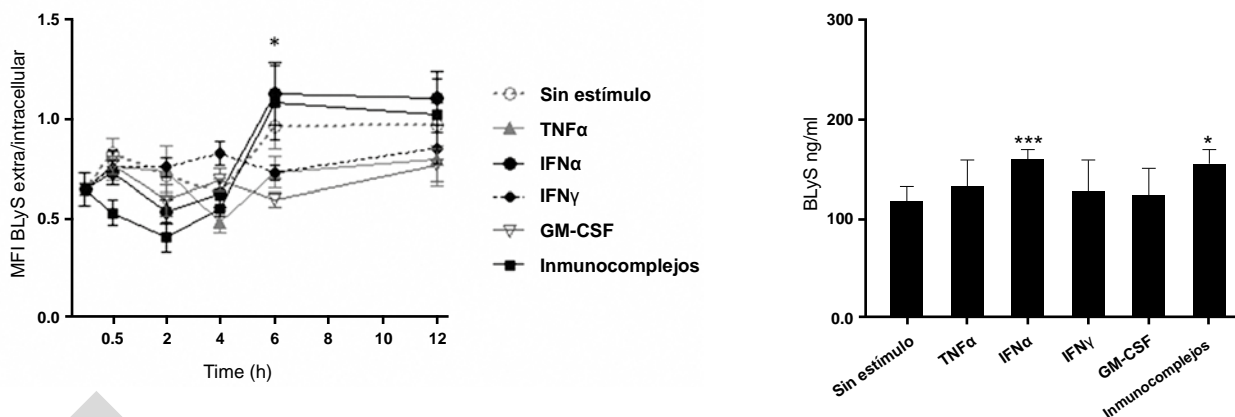 MFI BLyS extra/intracellular
1.5
1.0
0.5
0.0
*
0.5 2 4 6 8 10 12
Time (h)
Sin estímulo
TNFα
IFNα
IFNγ
GM-CSF
Inmunocomplejos
BLyS ng/ml
300
200
100
0.0
***
*
Sin estímulo
TNFα
IFNα
IFNγ
GM-CSF
Inmunocomplejos